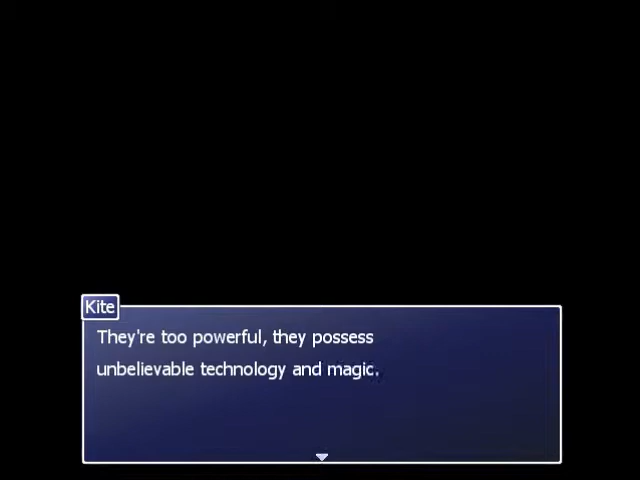 Kite
They're too powerful, they possess
unbelievable technology and magic.